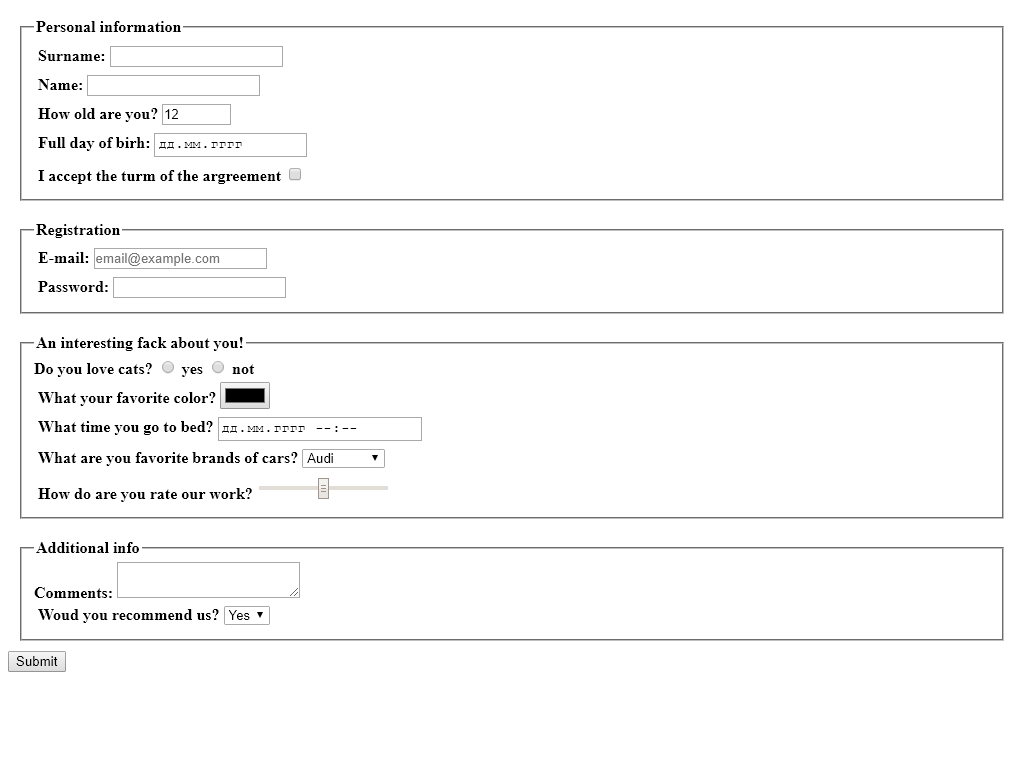 Personal information
Surname:
Name:
How old are you? 12
Full day of birh: дд.мм.гггг
I accept the turm of the argreement
Registration
E-mail: email@example.com
Password:
An interesting fack about you!
Do you love cats? yes not
What your favorite color?
What time you go to bed? дд.мм.гггг --:--
What are you favorite brands of cars? Audi
How do are you rate our work?
Additional info
Comments:
Woud you recommend us? Yes
Submit